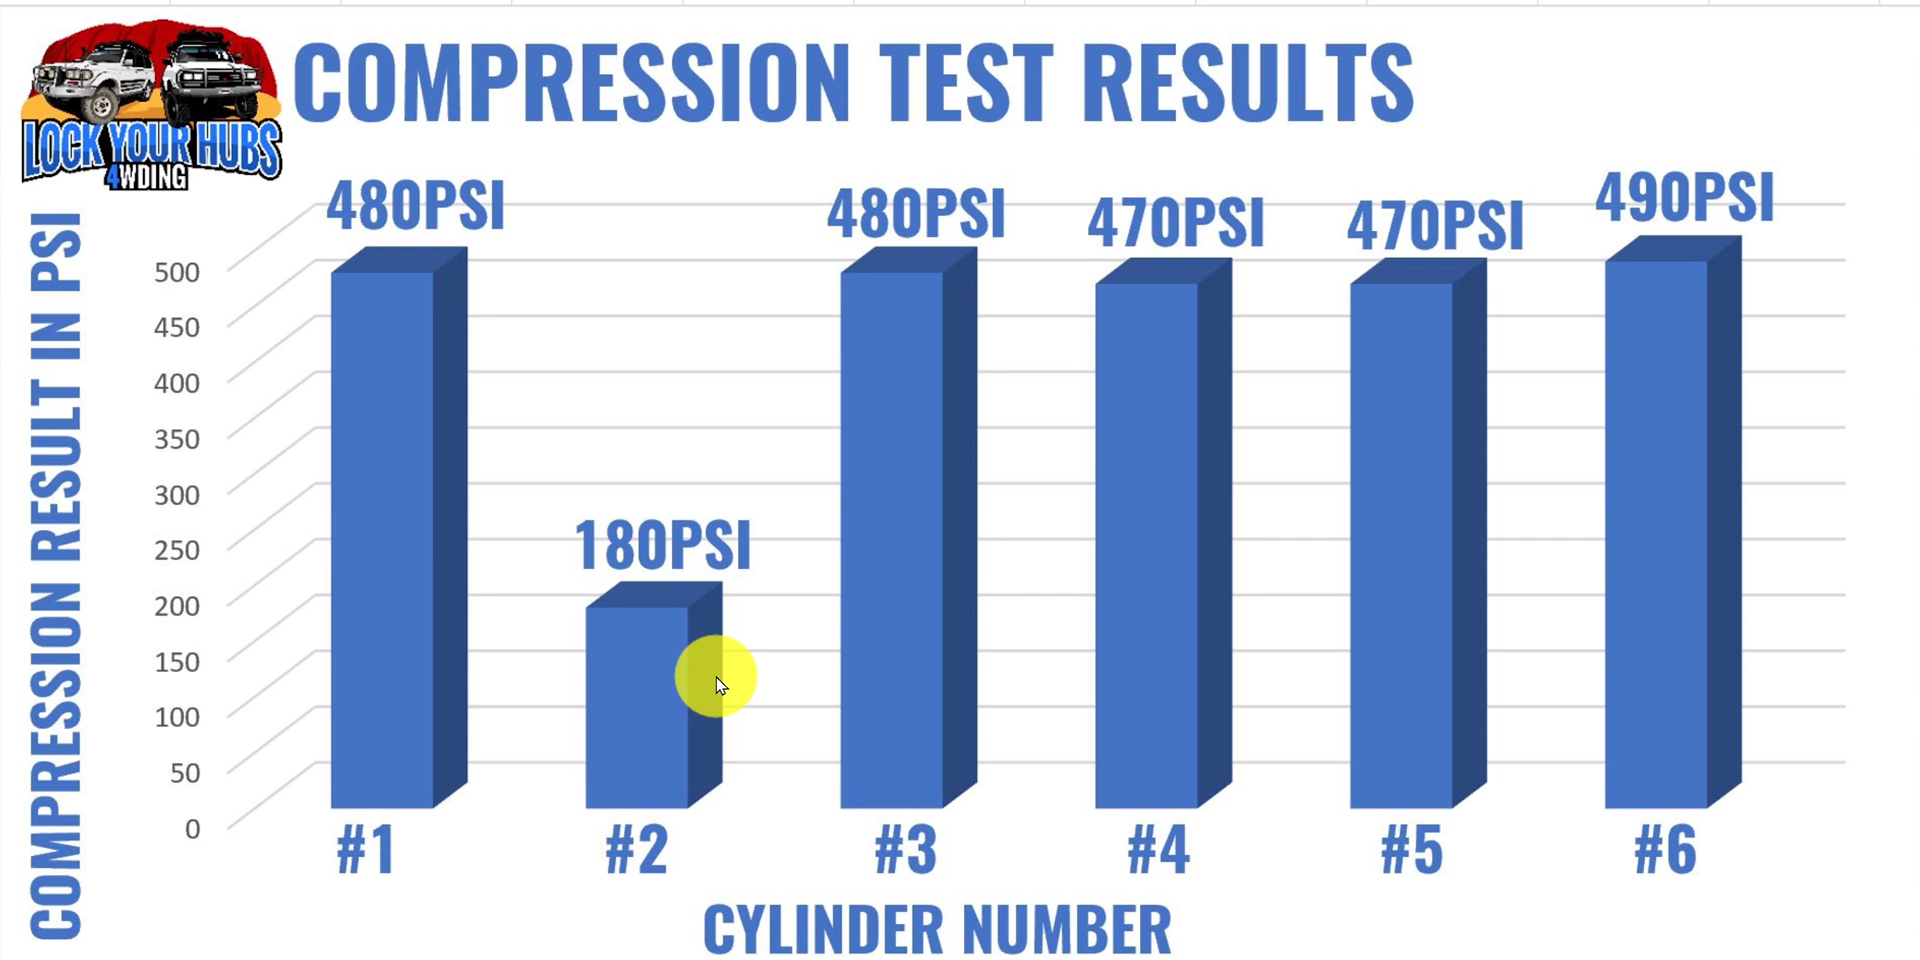 COMPRESSION TEST RESULTS
LOCK YOUR HUBS
4WDING
COMPRESSION RESULT IN PSI
480PSI
180PSI
480PSI
470PSI
470PSI
490PSI
500
450
400
350
300
250
200
150
100
50
0
#1 #2 #3 #4 #5 #6
CYLINDER NUMBER